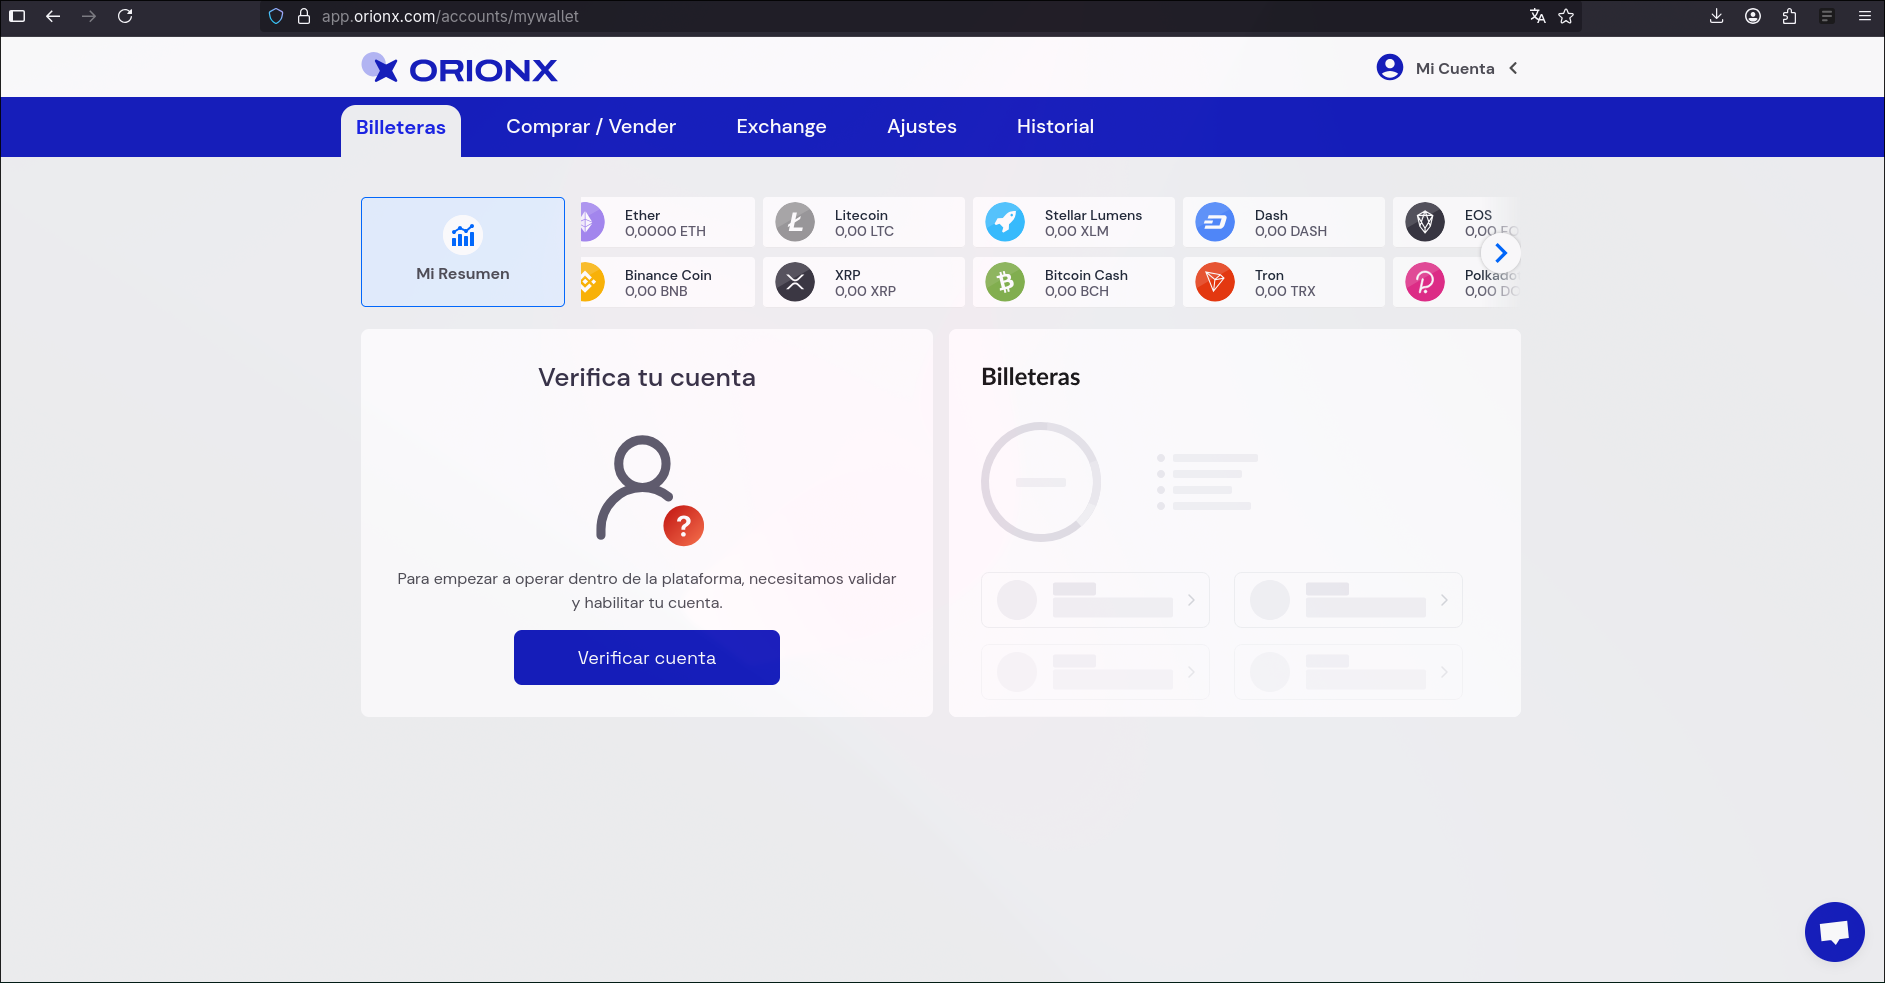 app.orionx.com/accounts/mywallet
ORIONX
Mi Cuenta
Billeteras
Comprar / Vender
Exchange
Ajustes
Historial
Mi Resumen
Ether
0,0000 ETH
Litecoin
0,00 LTC
Stellar Lumens
0,00 XLM
Dash
0,00 DASH
EOS
0,00 EO
Binance Coin
0,00 BNB
XRP
0,00 XRP
Bitcoin Cash
0,00 BCH
Tron
0,00 TRX
Polkado
0,00 DO
Verifica tu cuenta
?
Para empezar a operar dentro de la plataforma, necesitamos validar
y habilitar tu cuenta.
Verificar cuenta
Billeteras